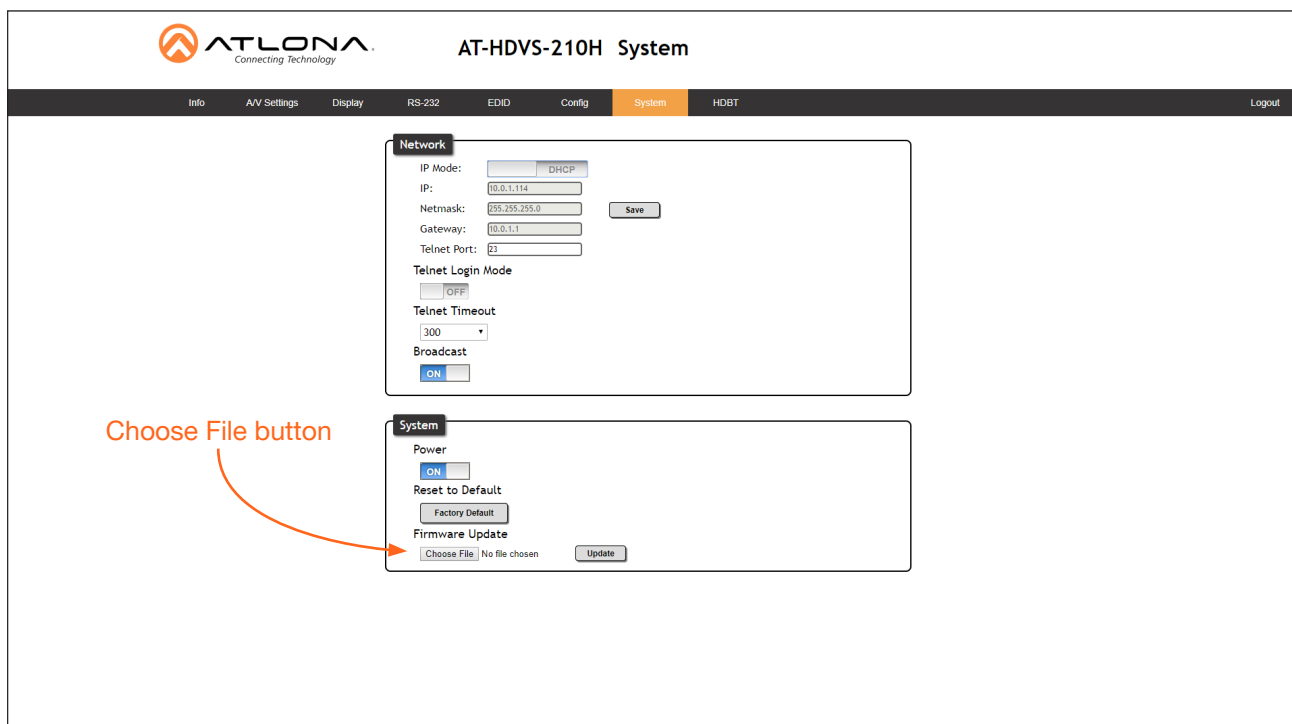 ATLONA.
Connecting Technology
AT-HDVS-210H System
Info A/V Settings Display RS-232 EDID Config System HDBT Logout
Network
IP Mode: DHCP
IP: 10.0.1.114
Netmask: 255.255.255.0 Save
Gateway: 10.0.1.1
Telnet Port: 23
Telnet Login Mode
OFF
Telnet Timeout
300
Broadcast
ON
Choose File button
System
Power
ON
Reset to Default
Factory Default
Firmware Update
Choose File No file chosen Update